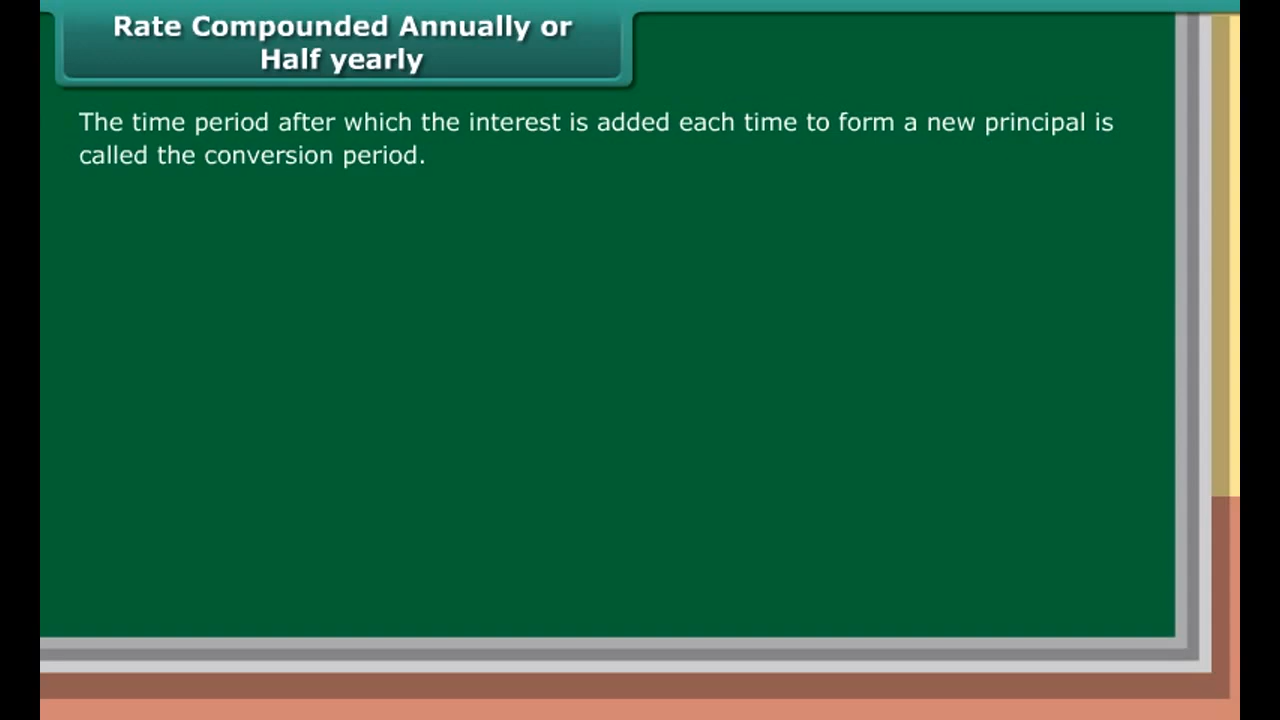 Rate Compounded Annually or
Half yearly
The time period after which the interest is added each time to form a new principal is
called the conversion period.